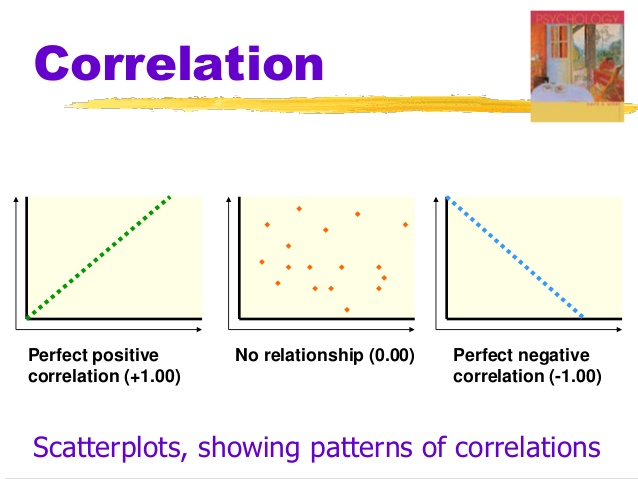 Correlation
PSYCHOLOGY
Perfect positive
correlation (+1.00)
No relationship (0.00)
Perfect negative
correlation (-1.00)
Scatterplots, showing patterns of correlations